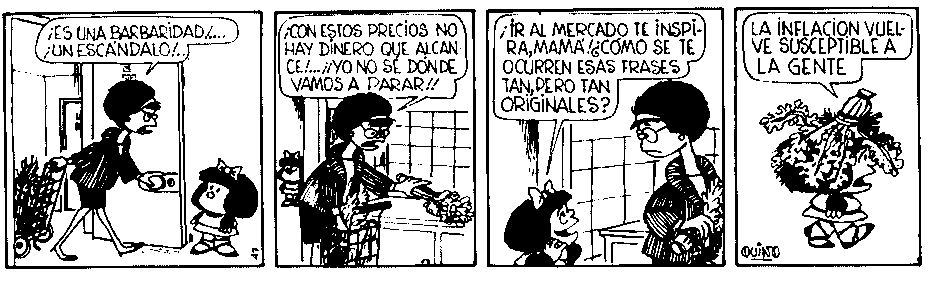 ¡ES UNA BARBARIDAD!...
¡UN ESCÁNDALO!..
¡CON ESTOS PRECIOS NO
HAY DINERO QUE ALCAN-
CE!...¡¡YO NO SÉ DÓNDE
VAMOS A PARAR!!
¡IR AL MERCADO TE INSPI-
RA, MAMÁ! ¿CÓMO SE TE
OCURREN ESAS FRASES
TAN, PERO TAN
ORIGINALES?
LA INFLACIÓN VUEL-
VE SUSCEPTIBLE A
LA GENTE
QUINO